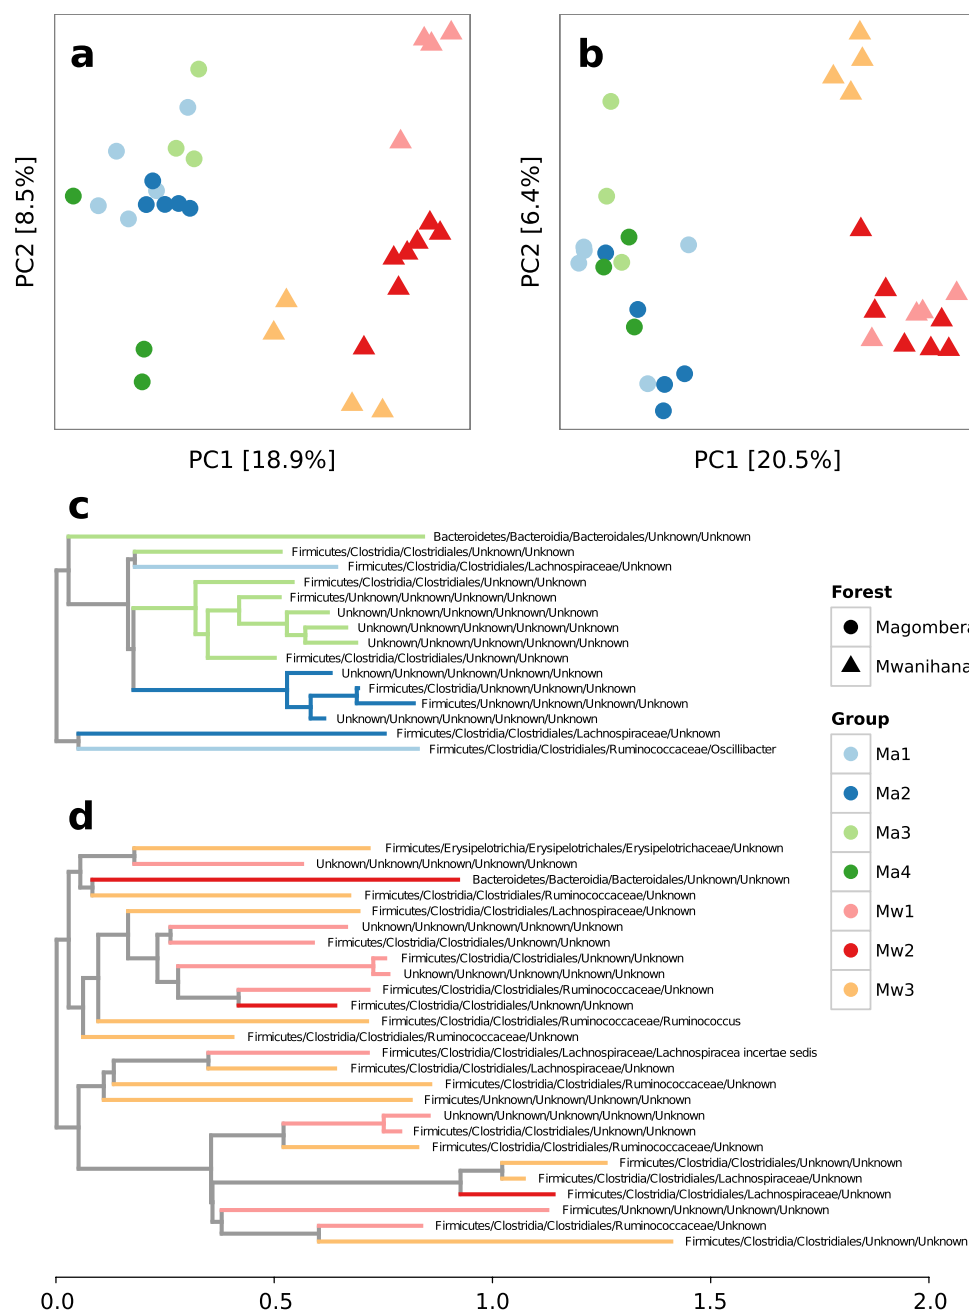 a
b
PC2 [8.5%]
PC2 [6.4%]
PC1 [18.9%]
PC1 [20.5%]
c
Bacteroidetes/Bacteroidia/Bacteroidales/Unknown/Unknown
Firmicutes/Clostridia/Clostridiales/Unknown/Unknown
Firmicutes/Clostridia/Clostridiales/Lachnospiraceae/Unknown
Firmicutes/Clostridia/Clostridiales/Unknown/Unknown
Firmicutes/Unknown/Unknown/Unknown/Unknown
Unknown/Unknown/Unknown/Unknown/Unknown
Unknown/Unknown/Unknown/Unknown/Unknown
Unknown/Unknown/Unknown/Unknown/Unknown
Firmicutes/Clostridia/Clostridiales/Unknown/Unknown
Unknown/Unknown/Unknown/Unknown/Unknown
Firmicutes/Clostridia/Unknown/Unknown/Unknown
Firmicutes/Unknown/Unknown/Unknown/Unknown
Unknown/Unknown/Unknown/Unknown/Unknown
Firmicutes/Clostridia/Clostridiales/Lachnospiraceae/Unknown
Firmicutes/Clostridia/Clostridiales/Ruminococcaceae/Oscillibacter
Forest
Magombera
Mwanihana
Group
Ma1
Ma2
Ma3
Ma4
Mw1
Mw2
Mw3
d
Firmicutes/Erysipelotrichia/Erysipelotrichales/Erysipelotrichaceae/Unknown
Unknown/Unknown/Unknown/Unknown/Unknown
Bacteroidetes/Bacteroidia/Bacteroidales/Unknown/Unknown
Firmicutes/Clostridia/Clostridiales/Ruminococcaceae/Unknown
Firmicutes/Clostridia/Clostridiales/Lachnospiraceae/Unknown
Unknown/Unknown/Unknown/Unknown/Unknown
Firmicutes/Clostridia/Clostridiales/Unknown/Unknown
Firmicutes/Clostridia/Clostridiales/Unknown/Unknown
Unknown/Unknown/Unknown/Unknown/Unknown
Firmicutes/Clostridia/Clostridiales/Ruminococcaceae/Unknown
Firmicutes/Clostridia/Clostridiales/Unknown/Unknown
Firmicutes/Clostridia/Clostridiales/Ruminococcaceae/Ruminococcus
Firmicutes/Clostridia/Clostridiales/Ruminococcaceae/Unknown
Firmicutes/Clostridia/Clostridiales/Lachnospiraceae/Lachnospiracea incertae sedis
Firmicutes/Clostridia/Clostridiales/Lachnospiraceae/Unknown
Firmicutes/Clostridia/Clostridiales/Ruminococcaceae/Unknown
Firmicutes/Unknown/Unknown/Unknown/Unknown
Unknown/Unknown/Unknown/Unknown/Unknown
Firmicutes/Clostridia/Clostridiales/Unknown/Unknown
Firmicutes/Clostridia/Clostridiales/Ruminococcaceae/Unknown
Firmicutes/Clostridia/Clostridiales/Unknown/Unknown
Firmicutes/Clostridia/Clostridiales/Lachnospiraceae/Unknown
Firmicutes/Clostridia/Clostridiales/Lachnospiraceae/Unknown
Firmicutes/Unknown/Unknown/Unknown/Unknown
Firmicutes/Clostridia/Clostridiales/Ruminococcaceae/Unknown
Firmicutes/Clostridia/Clostridiales/Unknown/Unknown
0.0 0.5 1.0 1.5 2.0